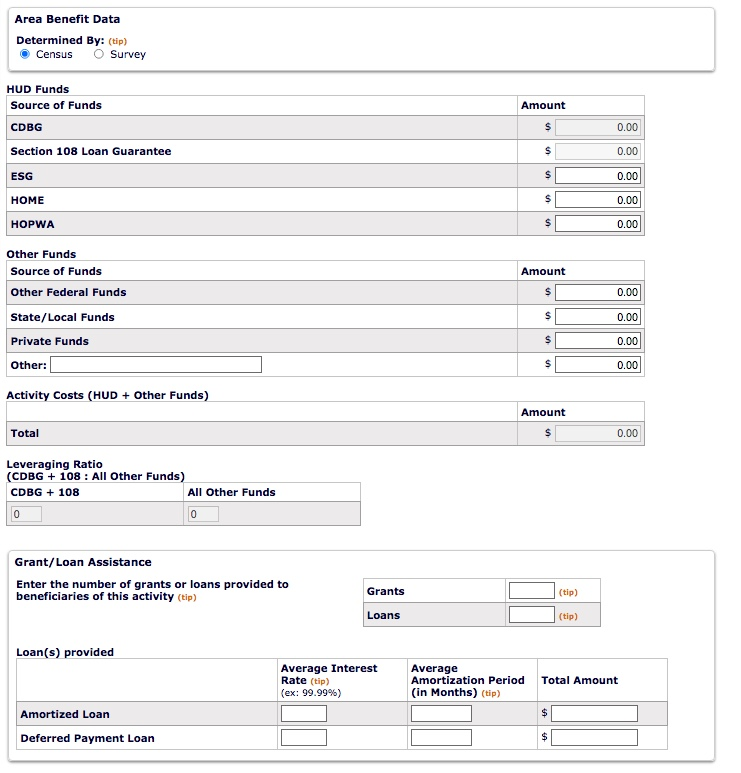 Area Benefit Data
Determined By: (tip)
Census Survey
HUD Funds
Source of Funds Amount
CDBG $ 0.00
Section 108 Loan Guarantee $ 0.00
ESG $ 0.00
HOME $ 0.00
HOPWA $ 0.00
Other Funds
Source of Funds Amount
Other Federal Funds $ 0.00
State/Local Funds $ 0.00
Private Funds $ 0.00
Other: $ 0.00
Activity Costs (HUD + Other Funds)
Amount
Total $ 0.00
Leveraging Ratio
(CDBG + 108 : All Other Funds)
CDBG + 108 All Other Funds
0 0
Grant/Loan Assistance
Enter the number of grants or loans provided to
beneficiaries of this activity (tip)
Grants (tip)
Loans (tip)
Loan(s) provided
Average Interest
Rate (tip)
(ex: 99.99%)
Average
Amortization Period
(in Months) (tip)
Total Amount
Amortized Loan $
Deferred Payment Loan $